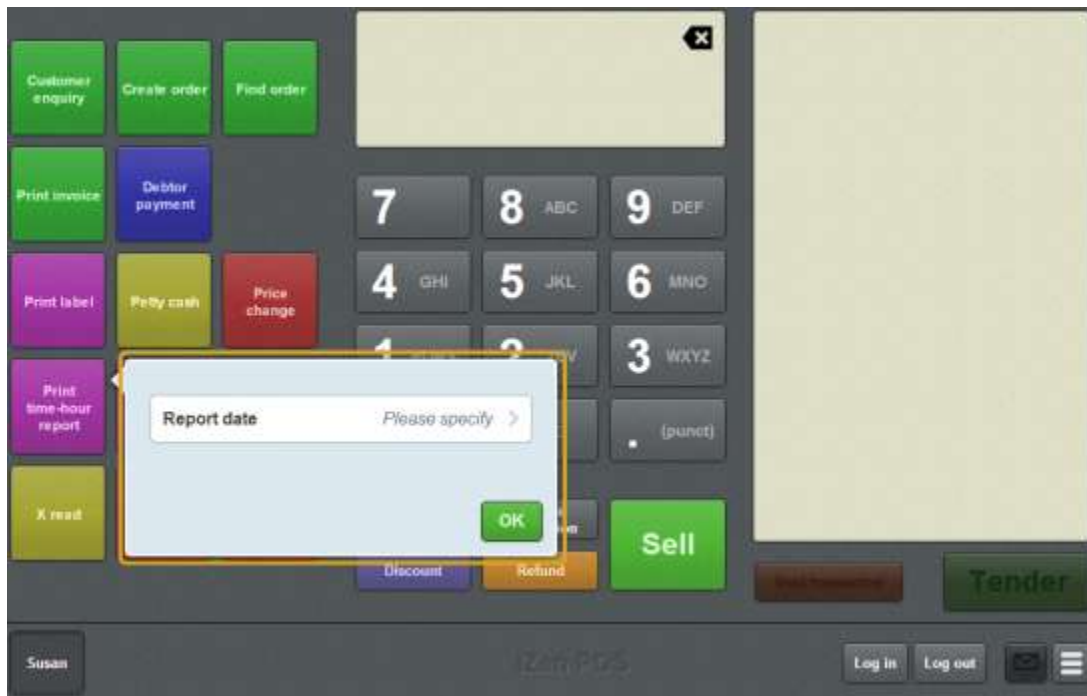 Customer
enquiry
Create order
Find order
Print invoice
Debtor
payment
Print label
Petty cash
Price
change
Print
time-hour
report
X read
7
8 ABC
9 DEF
4 GHI
5 JKL
6 MNO
3 WXYZ
. (punct)
Report date
Please specify
OK
Sell
Discount
Refund
Tender
Susan
iZen POS
Log in
Log out